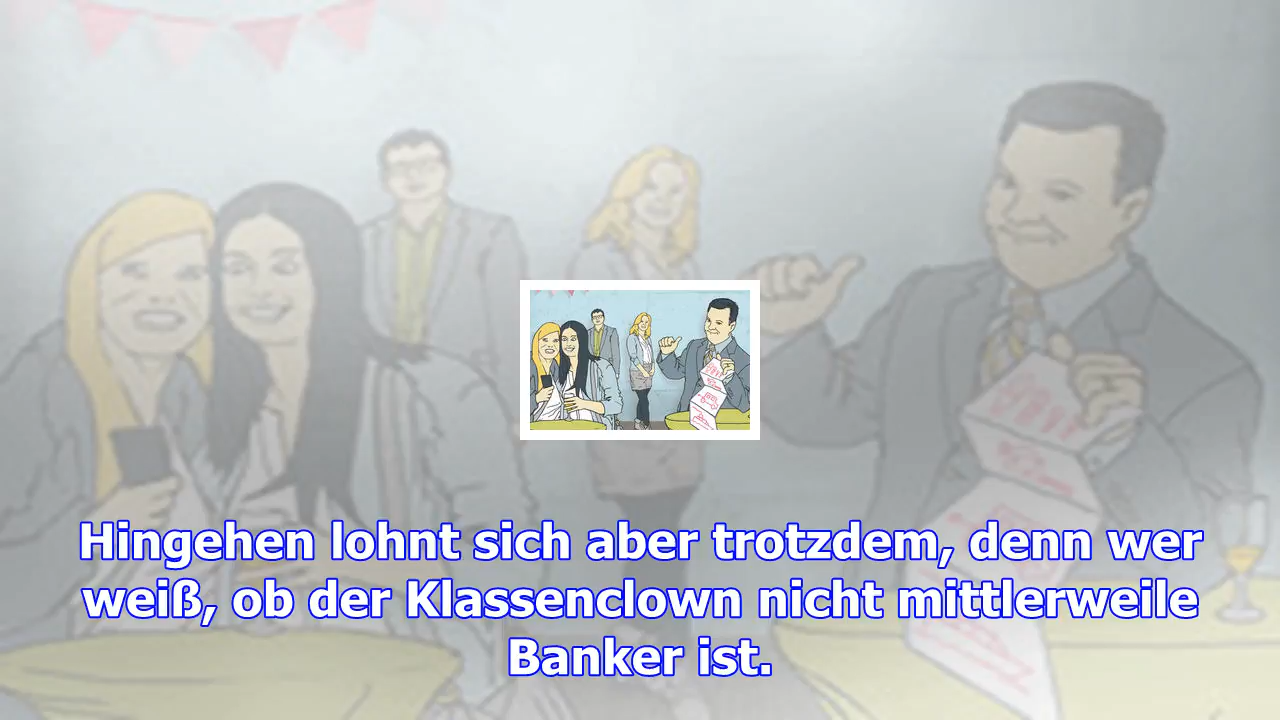 Hingehen lohnt sich aber trotzdem, denn wer
weiß, ob der Klassenclown nicht mittlerweile
Banker ist.